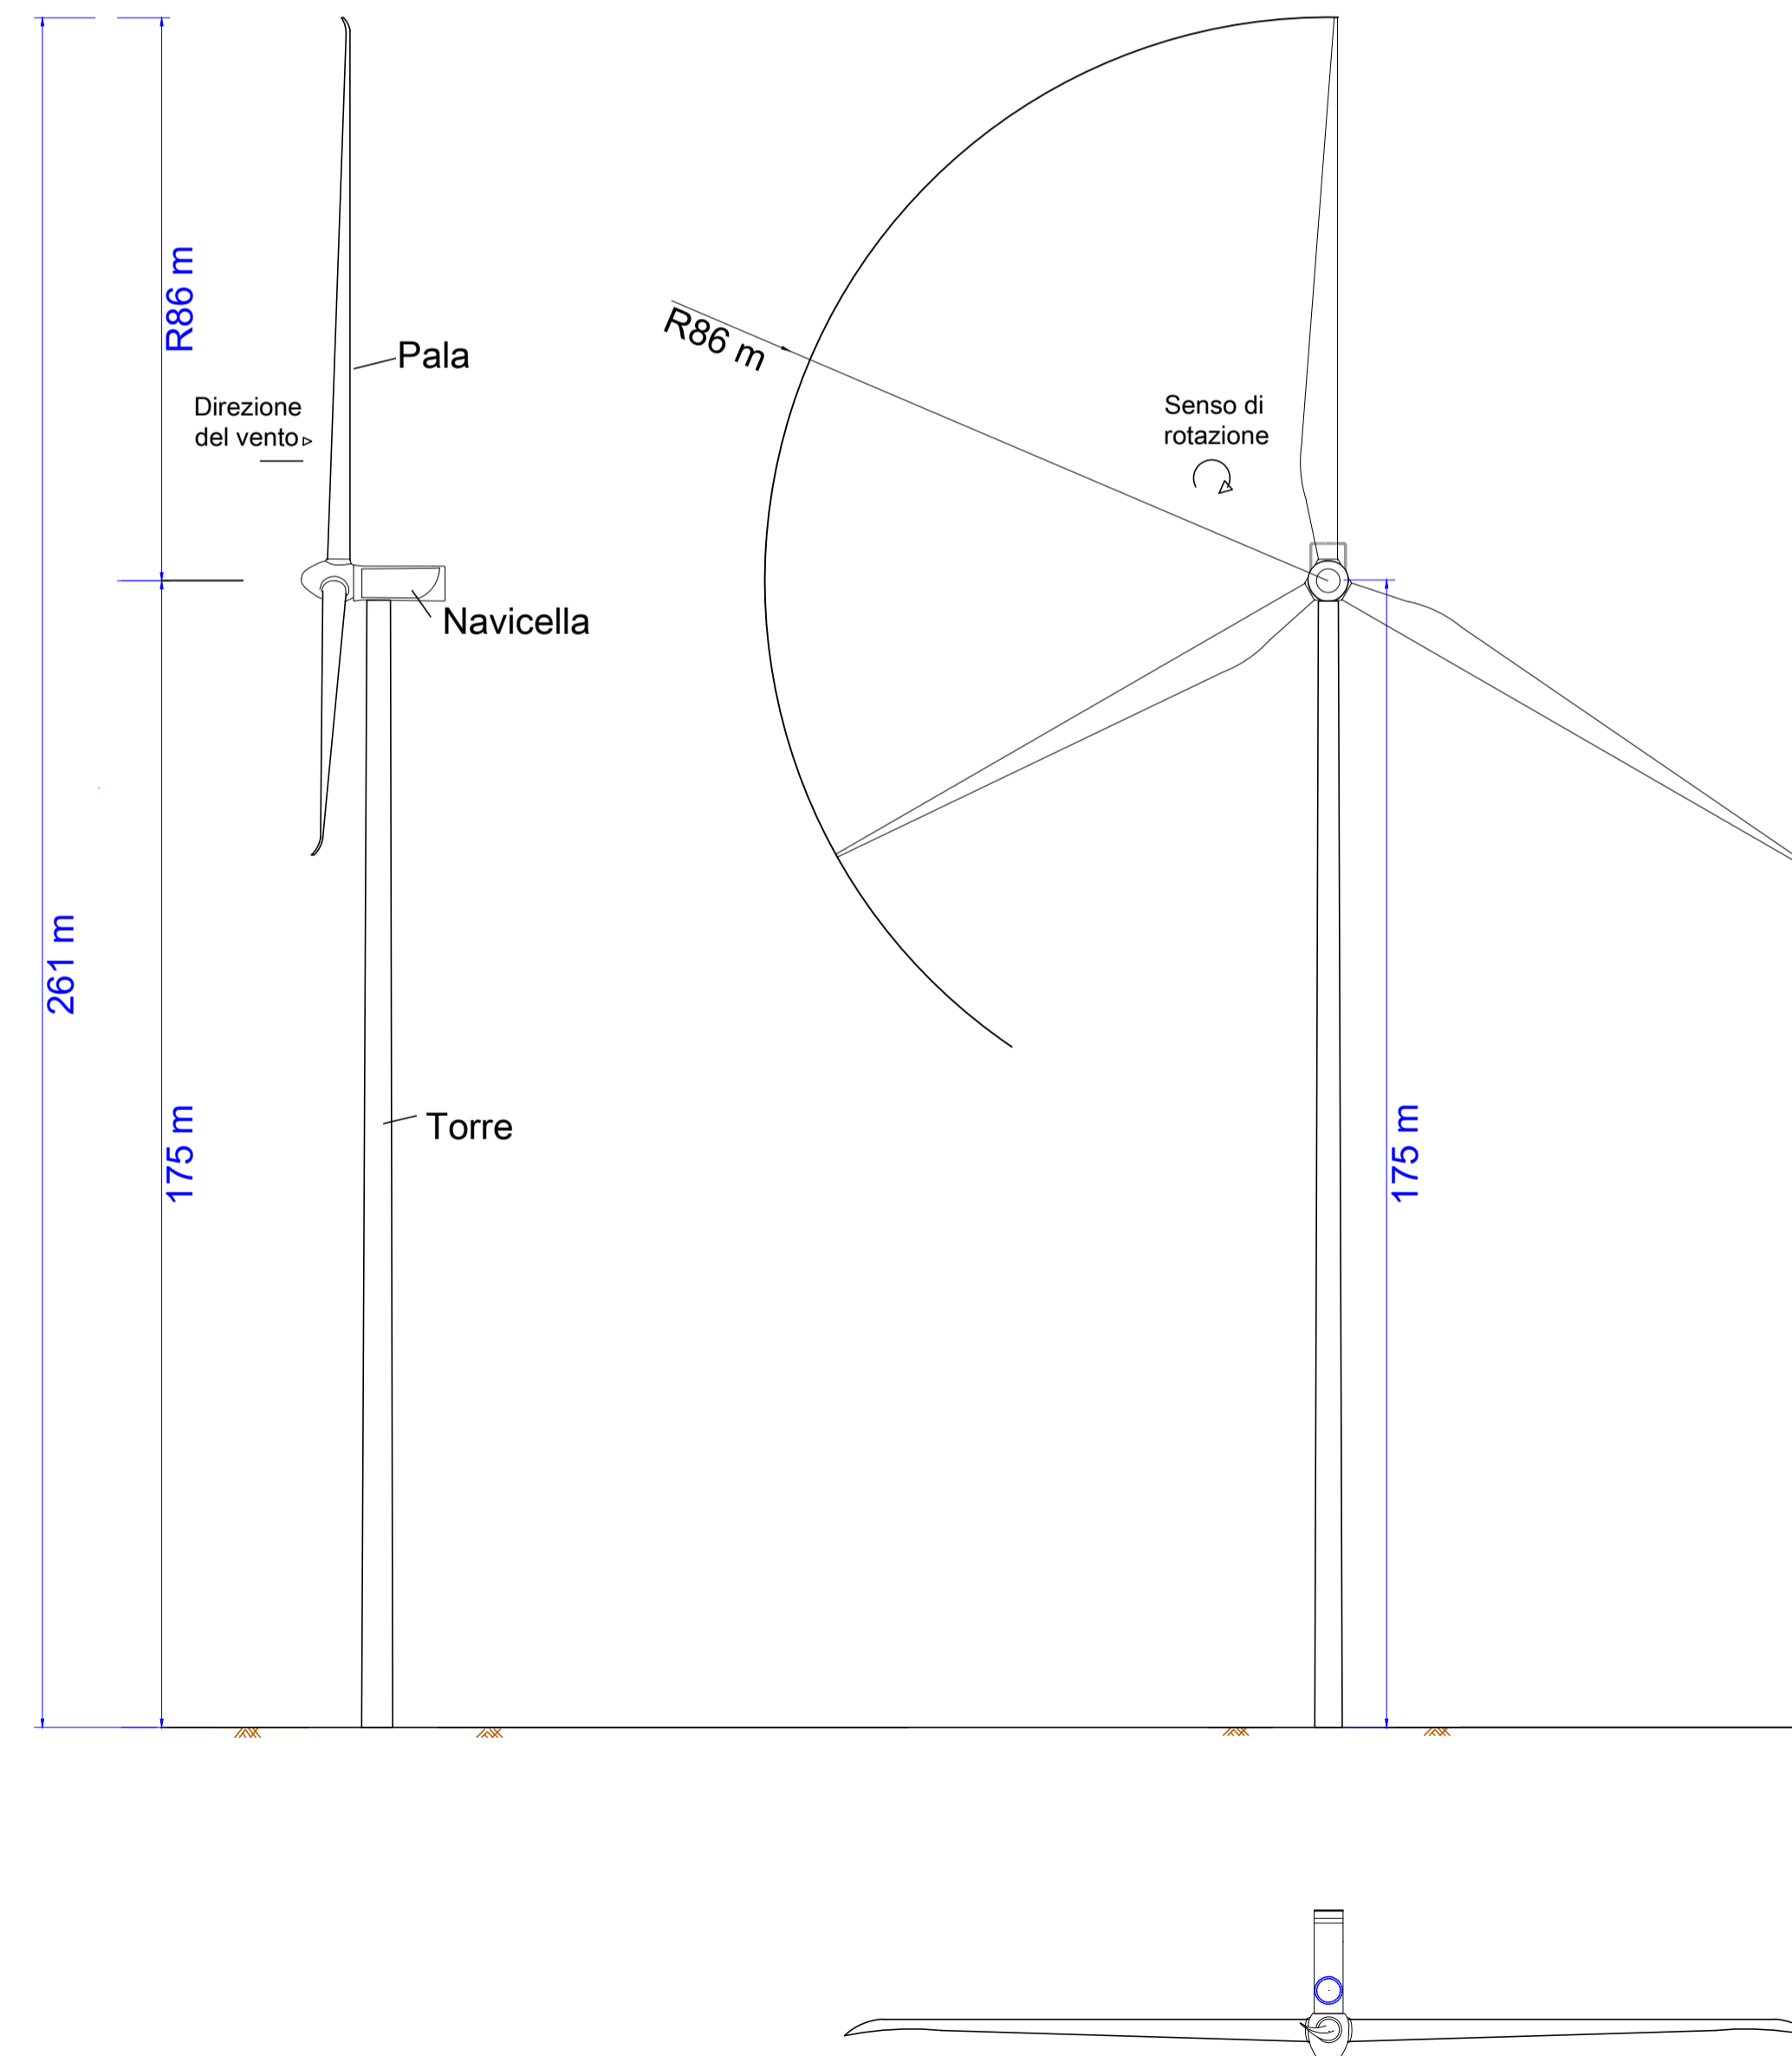 R86 m
Pala
Direzione
del vento
Navicella
261 m
175 m
Torre
R86 m
Senso di
rotazione
175 m